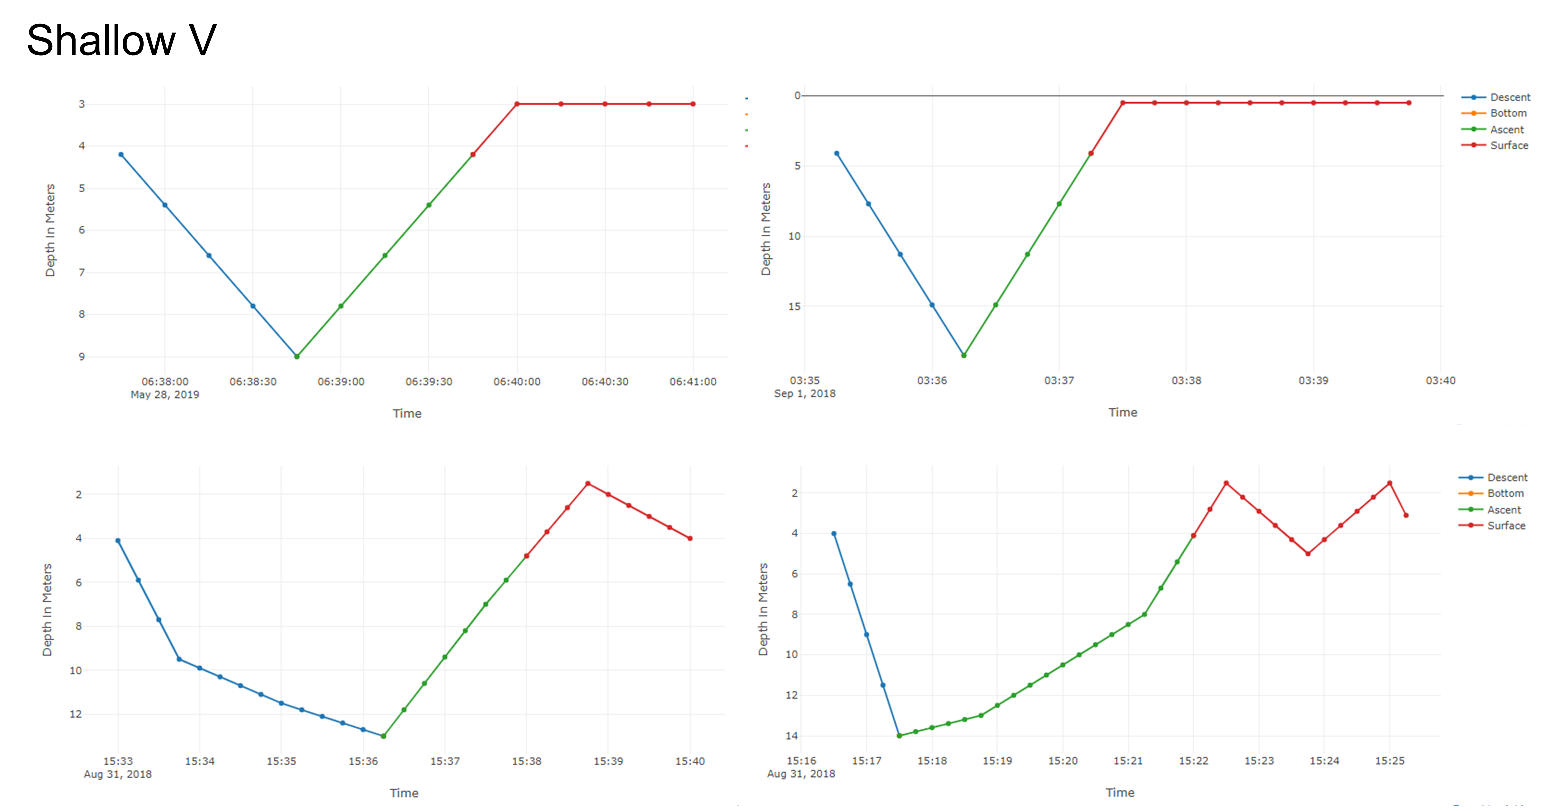 Shallow V
3
4
5
6
7
8
9
Depth In Meters
06:38:00 06:38:30 06:39:00 06:39:30 06:40:00 06:40:30 06:41:00
May 28, 2019
Time
0
5
10
15
Depth In Meters
03:35 03:36 03:37 03:38 03:39 03:40
Sep 1, 2018
Time
Descent
Bottom
Ascent
Surface
2
4
6
8
10
12
Depth In Meters
15:33 15:34 15:35 15:36 15:37 15:38 15:39 15:40
Aug 31, 2018
Time
2
4
6
8
10
12
14
Depth In Meters
15:16 15:17 15:18 15:19 15:20 15:21 15:22 15:23 15:24 15:25
Aug 31, 2018
Time
Descent
Bottom
Ascent
Surface